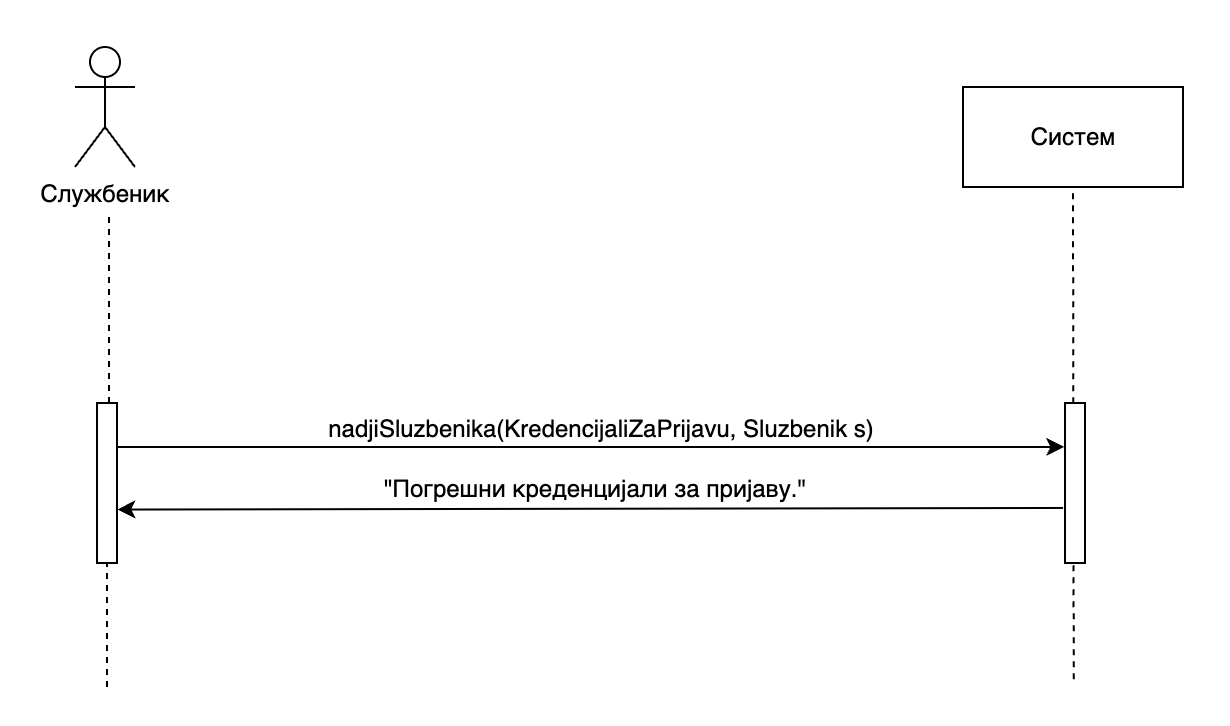 Службеник
Систем
nadjiSluzbenika(KredencijaliZaPrijavu, Sluzbenik s)
"Погрешни креденцијали за пријаву."